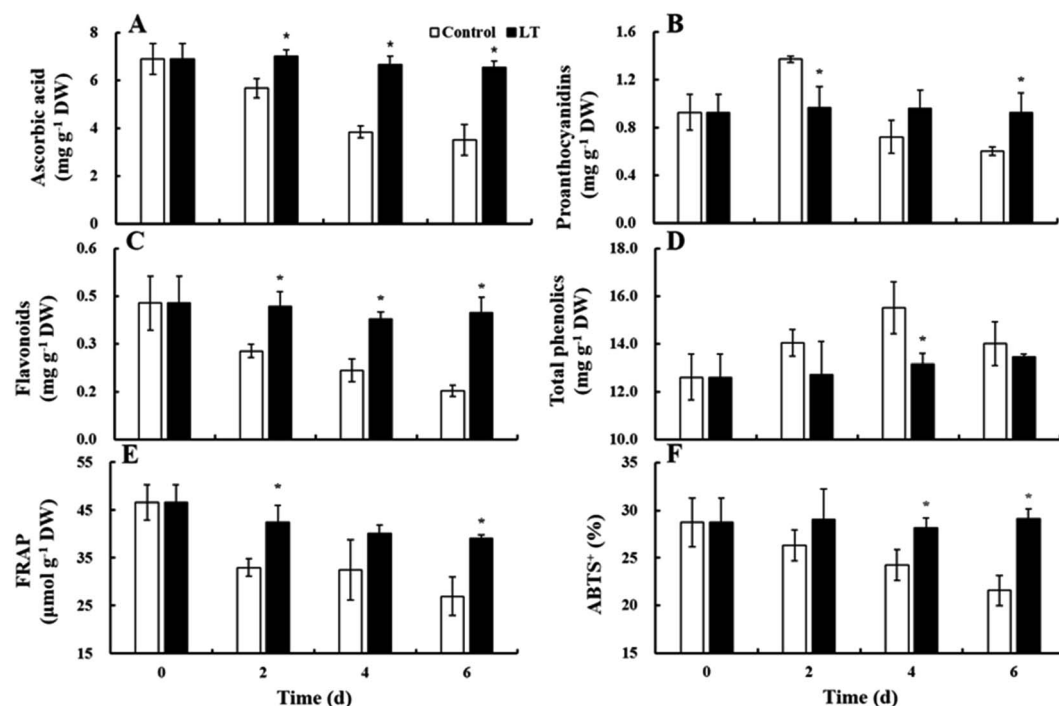 A
Control LT
Ascorbic acid
(mg g-1 DW)
8
6
4
2
0
* * *
B
Proanthocyanidins
(mg g-1 DW)
1.6
1.2
0.8
0.4
0.0
* *
C
Flavonoids
(mg g-1 DW)
0.6
0.5
0.3
0.2
0.0
* * *
D
Total phenolics
(mg g-1 DW)
18.0
16.0
14.0
12.0
10.0
*
E
FRAP
(μmol g-1 DW)
55
45
35
25
15
* *
0 2 4 6
Time (d)
F
ABTS+ (%)
35
30
25
20
15
* *
0 2 4 6
Time (d)